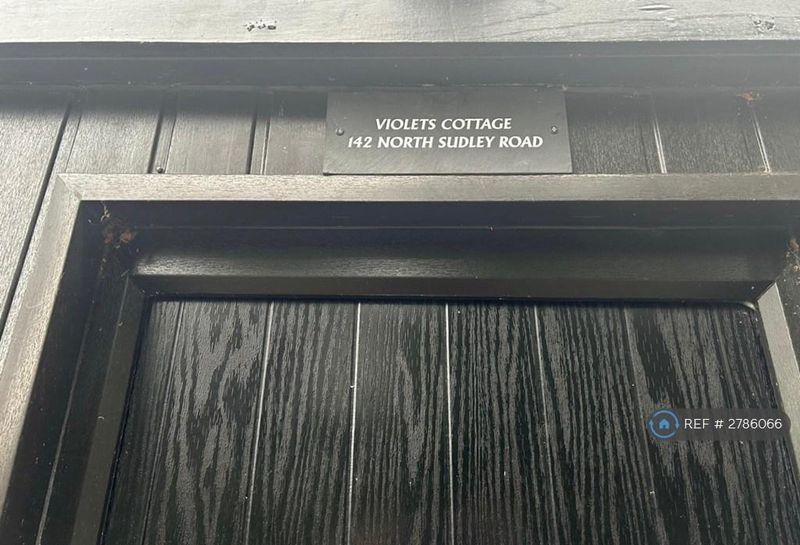 VIOLETS COTTAGE
142 NORTH SUDLEY ROAD
REF # 2786066